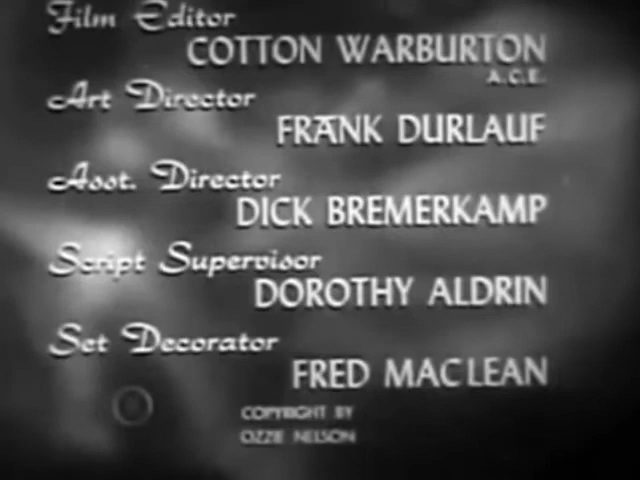 Film Editor
COTTON WARBURTON
A.C.E.
Art Director
FRANK DURLAUF
Asst. Director
DICK BREMERKAMP
Script Supervisor
DOROTHY ALDRIN
Set Decorator
FRED MACLEAN
COPYRIGHT BY
OZZIE NELSON